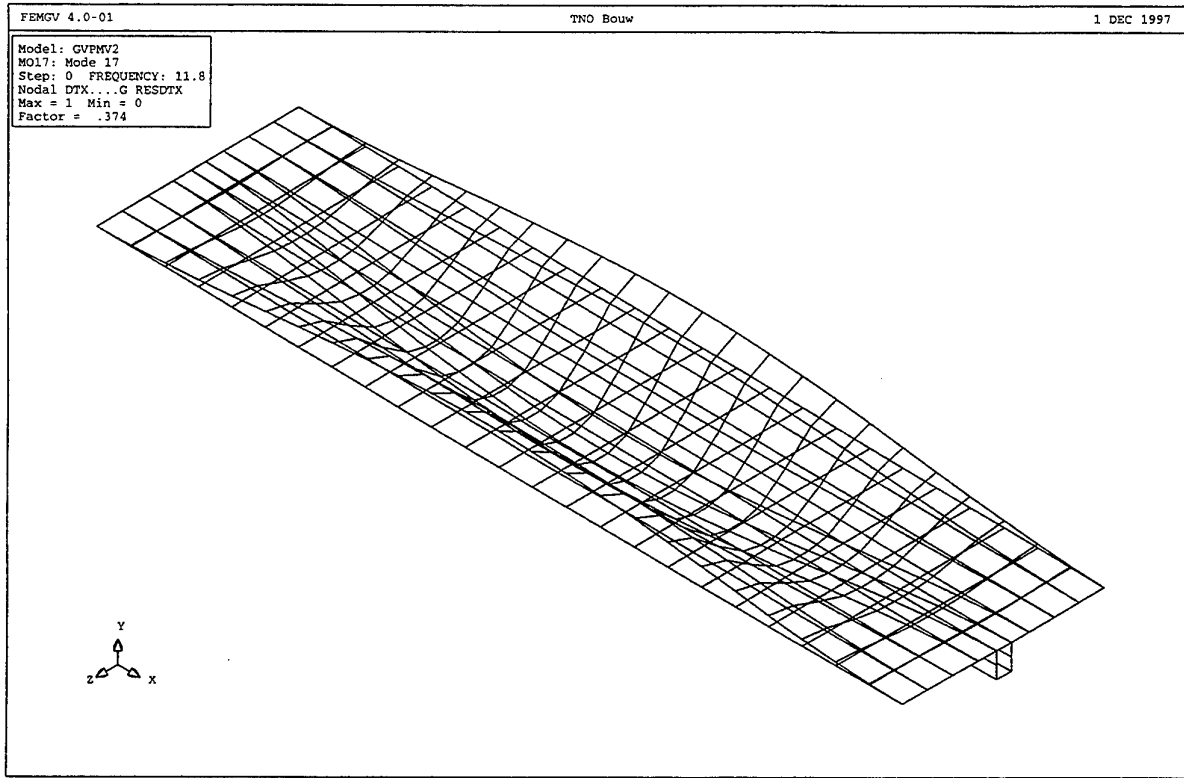 FEMGV 4.0-01 TNO Bouw 1 DEC 1997
Model: GVPMV2
MO17: Mode 17
Step: 0 FREQUENCY: 11.8
Nodal DTX....G RESDTX
Max = 1 Min = 0
Factor = .374
Y
Z X